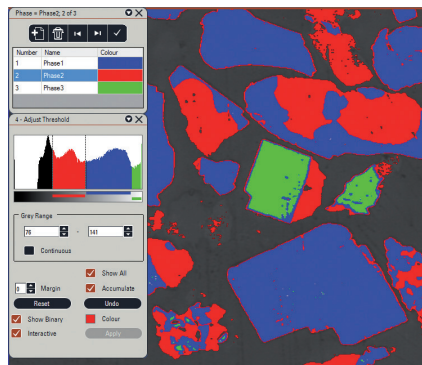 Phase = Phase2; 2 of 3
Number Name Colour
1 Phase1
2 Phase2
3 Phase3
4 - Adjust Threshold
Grey Range
76 - 141
Continuous
Show All
0 Margin Accumulate
Reset Undo
Show Binary Colour
Interactive Apply